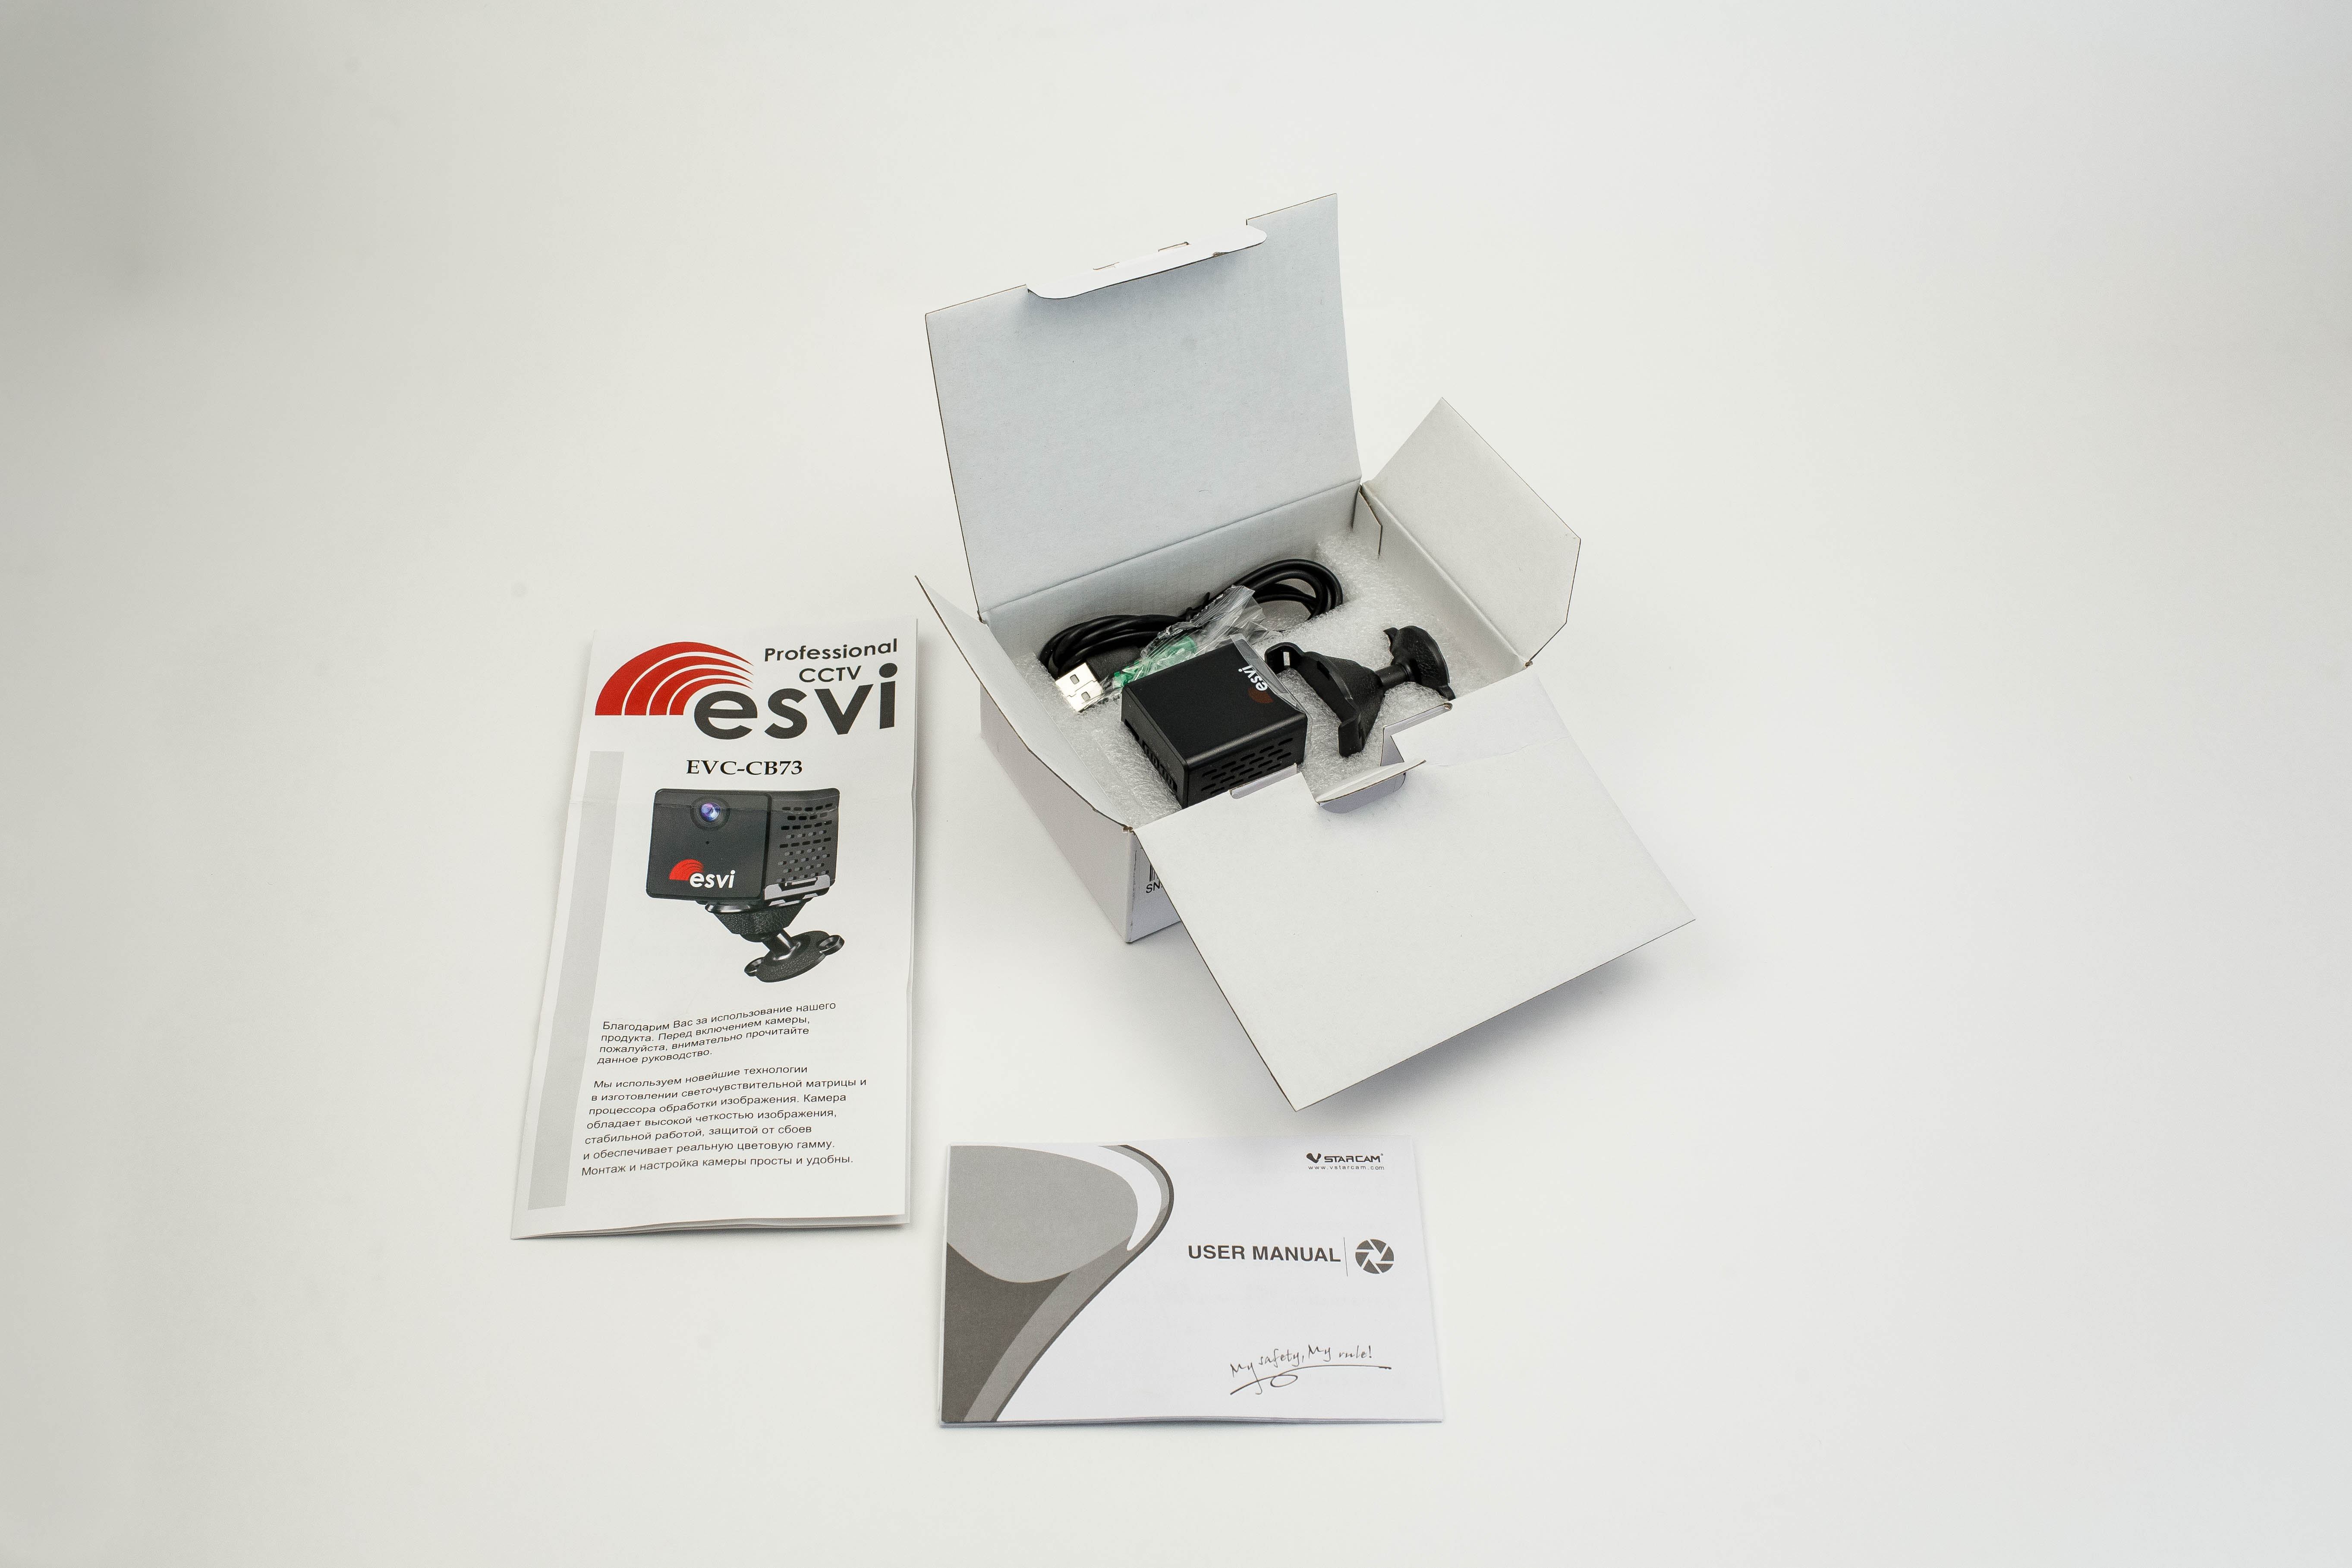 Professional
CCTV
esvi
EVC-CB73
esvi
Благодарим Вас за использование нашего
продукта. Перед включением камеры,
пожалуйста, внимательно прочитайте
данное руководство.
Мы используем новейшие технологии
в изготовлении светочувствительной матрицы и
процессора обработки изображения. Камера
обладает высокой четкостью изображения,
стабильной работой, защитой от сбоев
и обеспечивает реальную цветовую гамму.
Монтаж и настройка камеры просты и удобны.
esvi
SN
VSTARCAM
www.vstarcam.com
USER MANUAL
My safety, My rule!